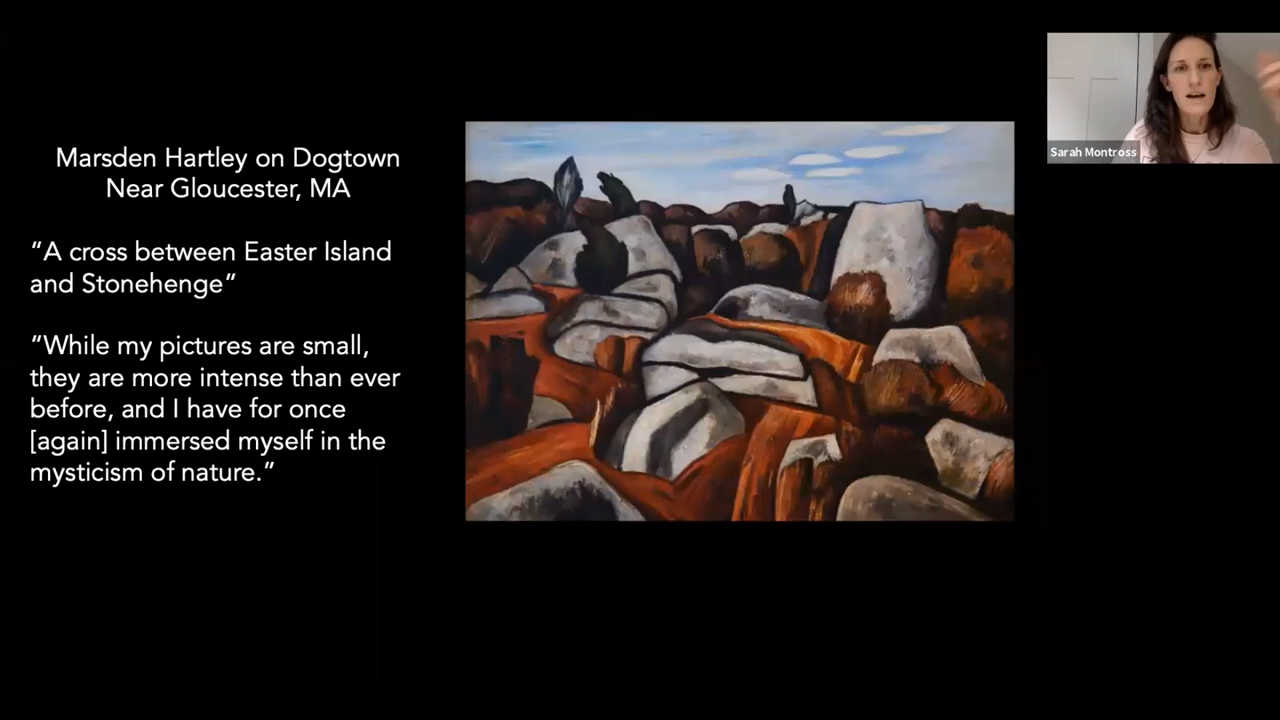 Marsden Hartley on Dogtown
Near Gloucester, MA
“A cross between Easter Island
and Stonehenge”
“While my pictures are small,
they are more intense than ever
before, and I have for once
[again] immersed myself in the
mysticism of nature.”
Sarah Montross